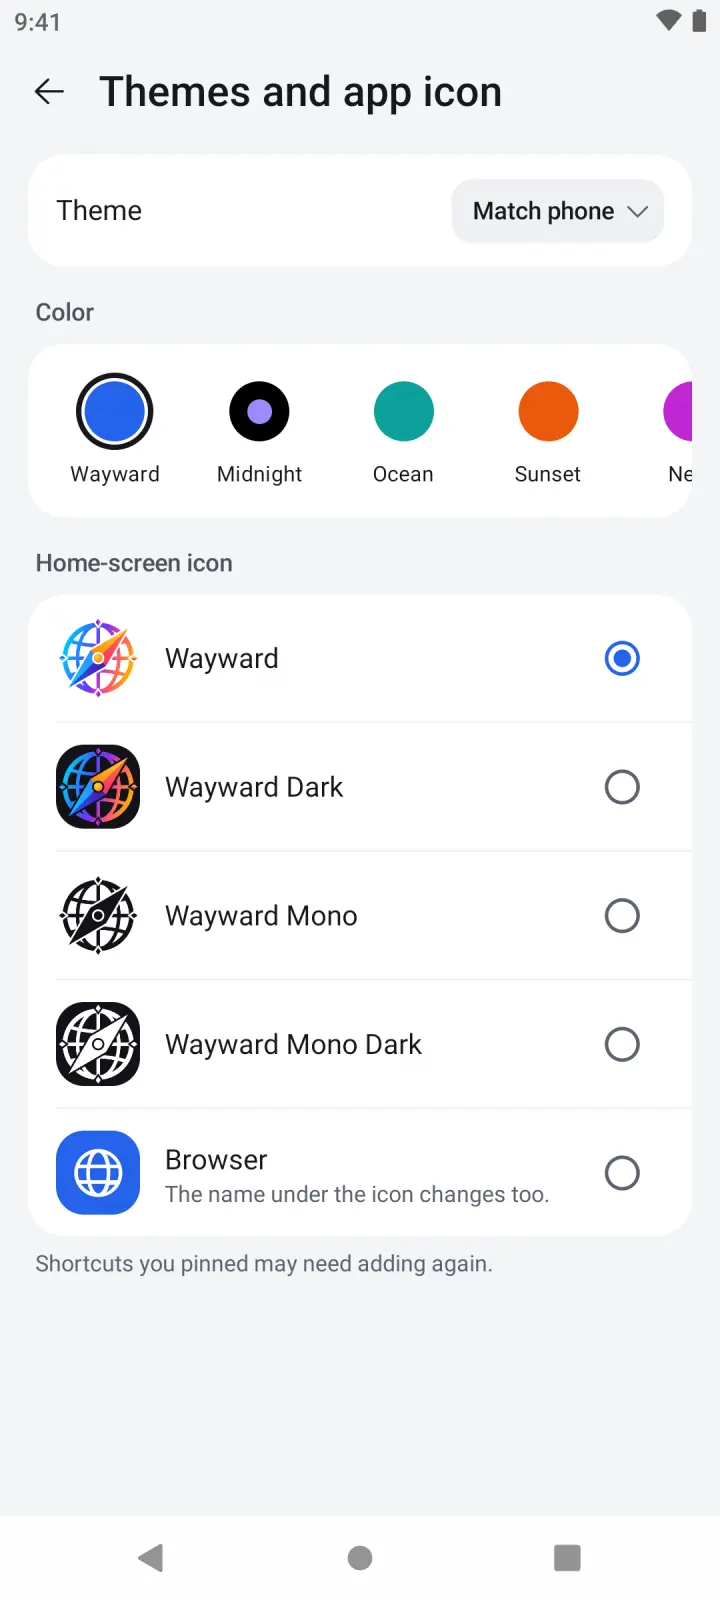 9:41
Themes and app icon
Theme
Match phone
Color
Wayward
Midnight
Ocean
Sunset
Ne
Home-screen icon
Wayward
Wayward Dark
Wayward Mono
Wayward Mono Dark
Browser
The name under the icon changes too.
Shortcuts you pinned may need adding again.